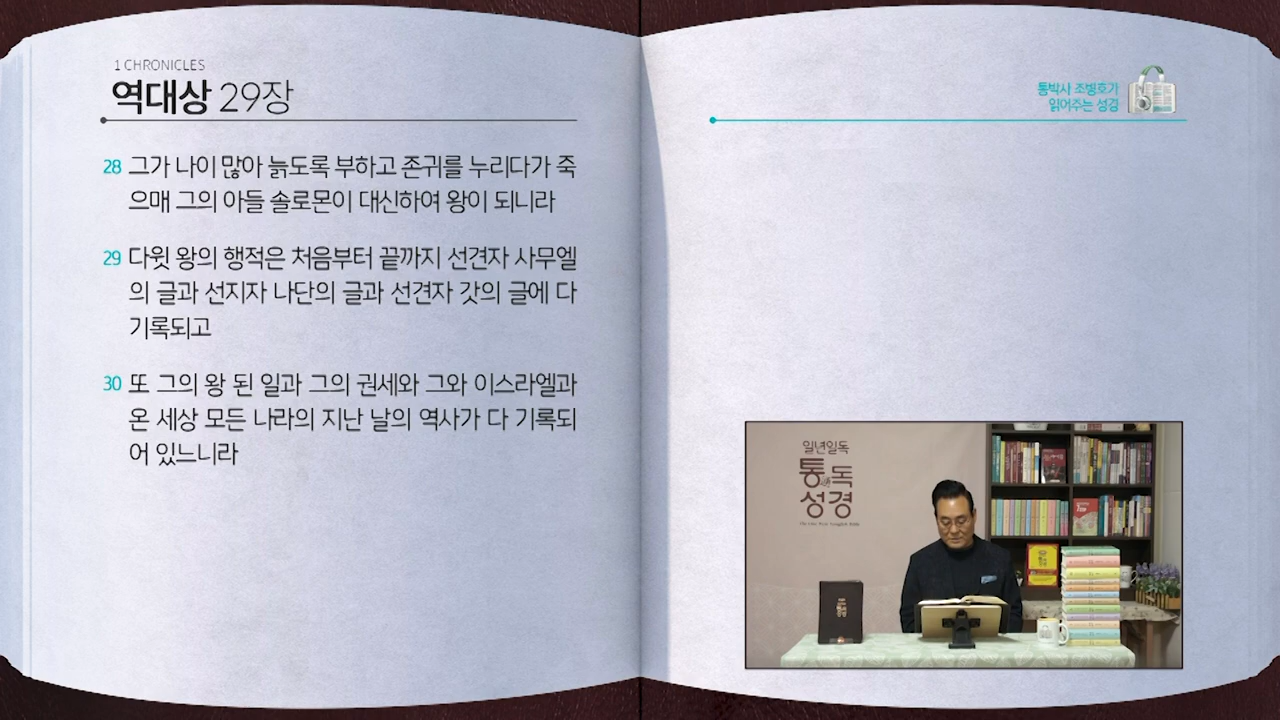 1 CHRONICLES
역대상 29장
28 그가 나이 많아 늙도록 부하고 존귀를 누리다가 죽
으매 그의 아들 솔로몬이 대신하여 왕이 되니라
29 다윗 왕의 행적은 처음부터 끝까지 선견자 사무엘
의 글과 선지자 나단의 글과 선견자 갓의 글에 다
기록되고
30 또 그의 왕 된 일과 그의 권세와 그와 이스라엘과
온 세상 모든 나라의 지난 날의 역사가 다 기록되
어 있느니라
통박사 조병호가
읽어주는 성경
일년일독
통독
성경